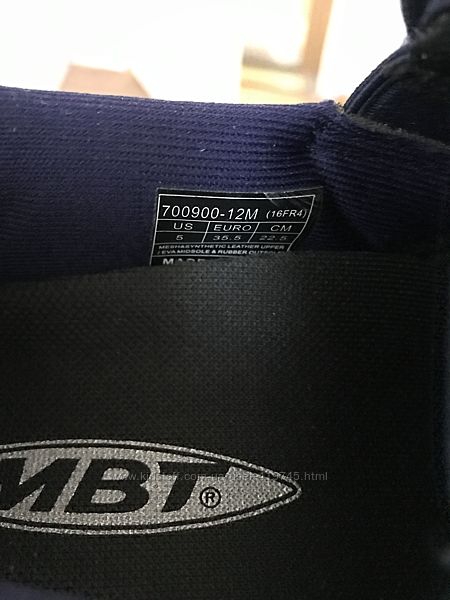 700900-12M (16FR4)
US EURO CM
5 35.5 22.5
MESH&SYNTHETIC LEATHER UPPER
/EVA MIDSOLE & RUBBER OUTSOLE
MBT®